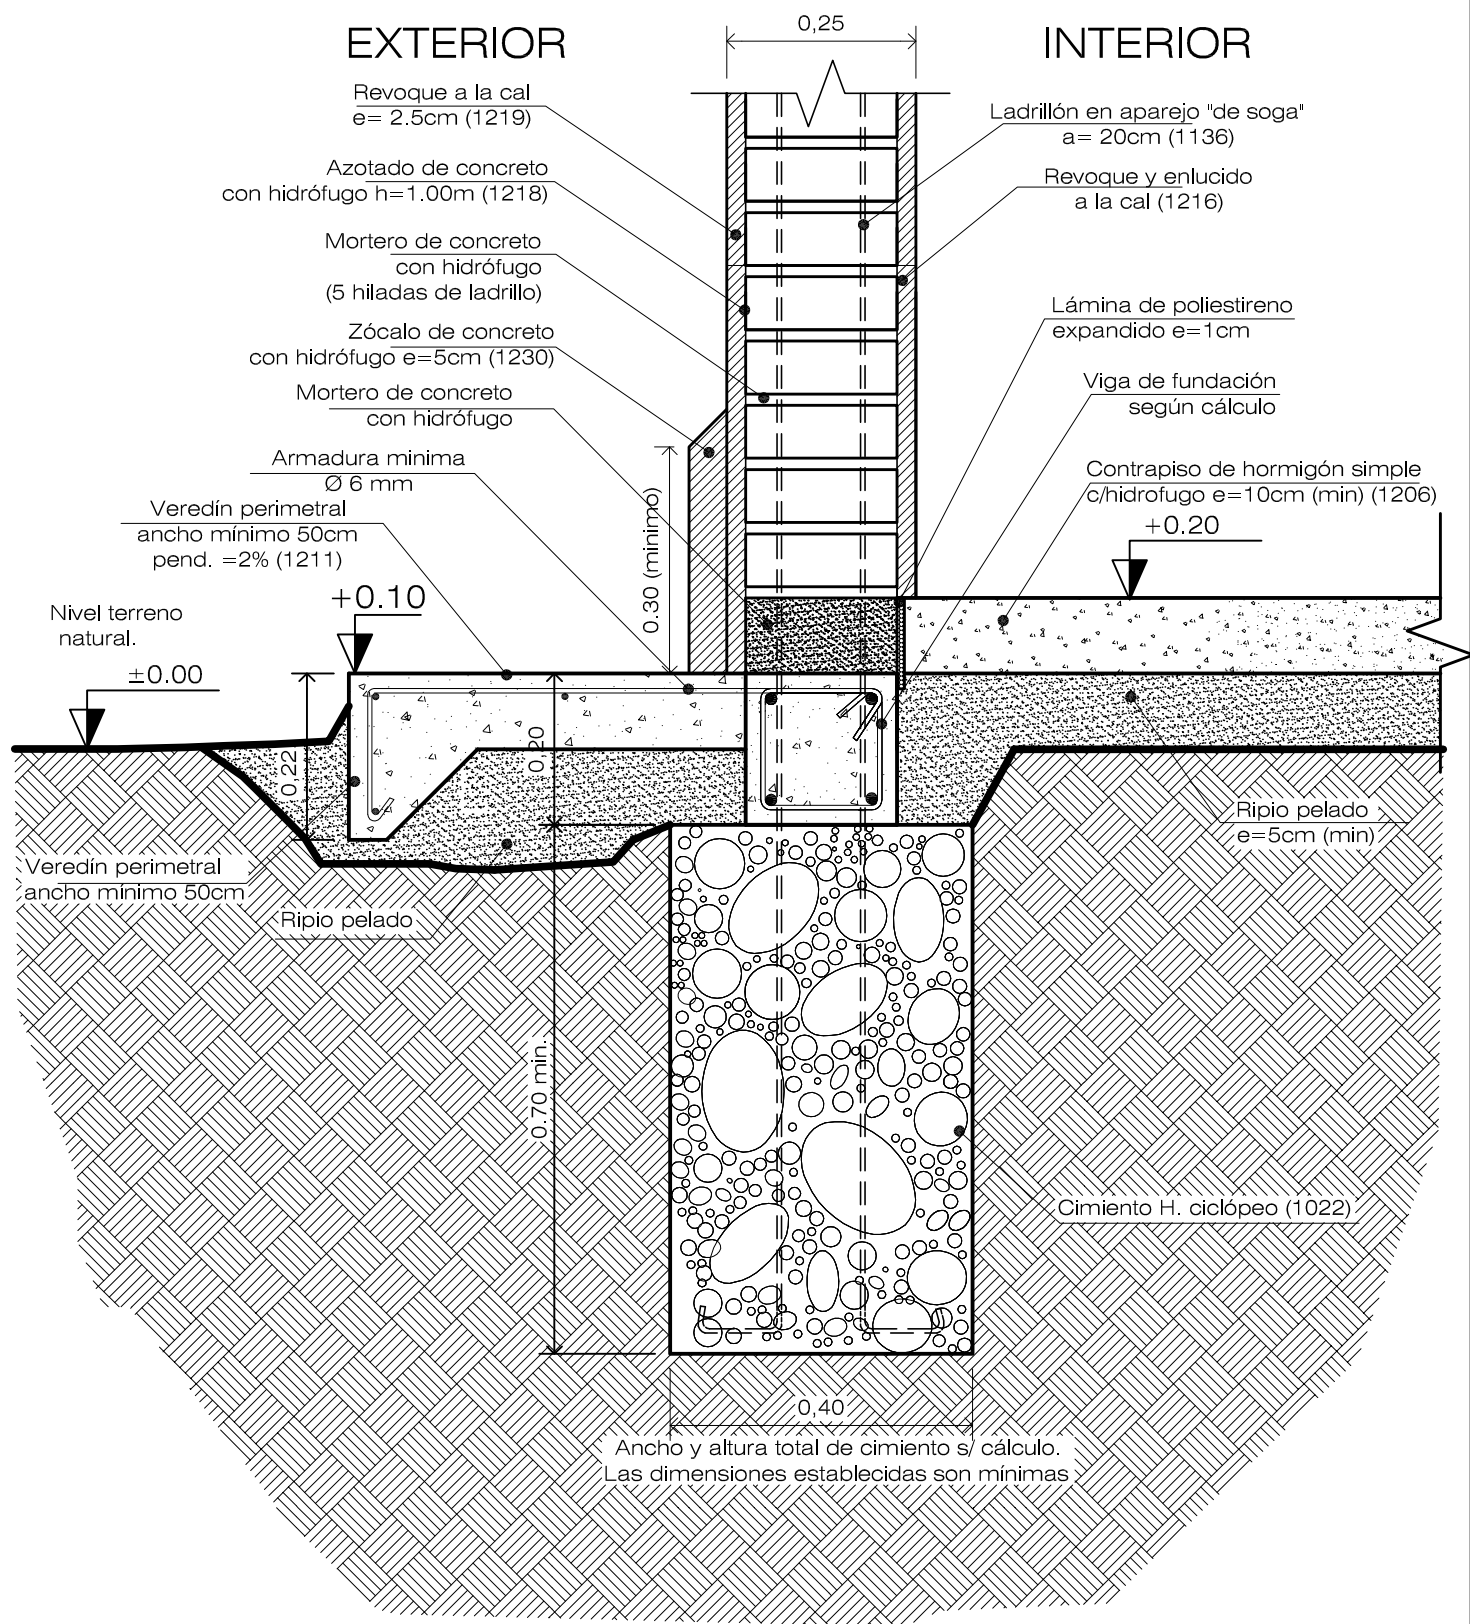 EXTERIOR
0,25
INTERIOR
Revoque a la cal
e= 2.5cm (1219)
Azotado de concreto
con hidrófugo h=1.00m (1218)
Mortero de concreto
con hidrófugo
(5 hiladas de ladrillo)
Zócalo de concreto
con hidrófugo e=5cm (1230)
Mortero de concreto
con hidrófugo
Armadura minima
Ø 6 mm
Veredín perimetral
ancho mínimo 50cm
pend. =2% (1211)
Nivel terreno
natural.
±0.00
+0.10
0.30 (minimo)
Ladrillón en aparejo "de soga"
a= 20cm (1136)
Revoque y enlucido
a la cal (1216)
Lámina de poliestireno
expandido e=1cm
Viga de fundación
según cálculo
Contrapiso de hormigón simple
c/hidrofugo e=10cm (min) (1206)
+0.20
0,22
0,20
Veredín perimetral
ancho mínimo 50cm
Ripio pelado
Ripio pelado
e=5cm (min)
0.70 min.
Cimiento H. ciclópeo (1022)
0,40
Ancho y altura total de cimiento s/ cálculo.
Las dimensiones establecidas son mínimas